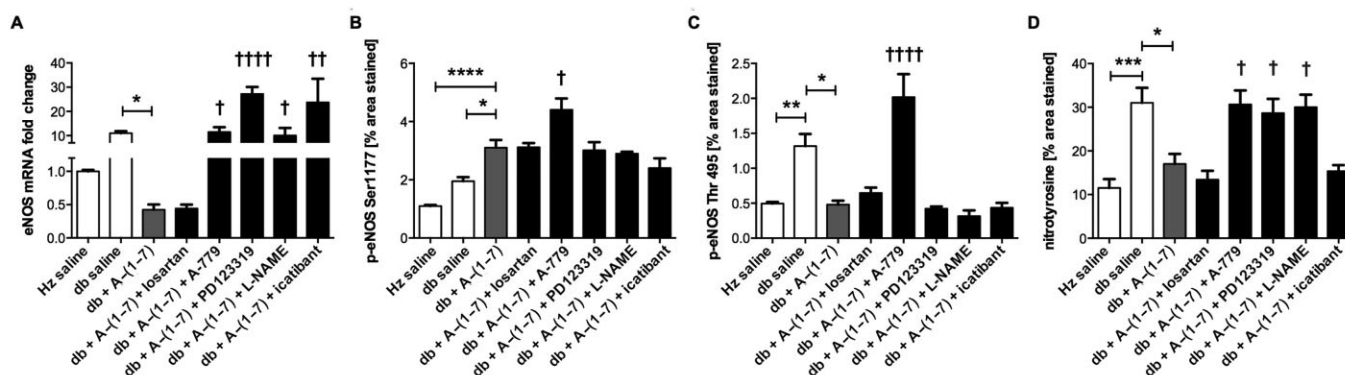 A
eNOS mRNA fold change
40
30
20
10
1.0
0.5
0.0
*
†
††††
†
††
Hz saline
db saline
db + A–(1–7)
db + A–(1–7) + losartan
db + A–(1–7) + A-779
db + A–(1–7) + PD123319
db + A–(1–7) + L-NAME
db + A–(1–7) + icatibant
B
p-eNOS Ser1177 [% area stained]
6
4
2
0
****
*
†
Hz saline
db saline
db + A–(1–7)
db + A–(1–7) + losartan
db + A–(1–7) + A-779
db + A–(1–7) + PD123319
db + A–(1–7) + L-NAME
db + A–(1–7) + icatibant
C
p-eNOS Thr 495 [% area stained]
2.5
2.0
1.5
1.0
0.5
0.0
**
*
††††
Hz saline
db saline
db + A–(1–7)
db + A–(1–7) + losartan
db + A–(1–7) + A-779
db + A–(1–7) + PD123319
db + A–(1–7) + L-NAME
db + A–(1–7) + icatibant
D
nitrotyrosine [% area stained]
40
30
20
10
0
***
*
†
†
†
Hz saline
db saline
db + A–(1–7)
db + A–(1–7) + losartan
db + A–(1–7) + A-779
db + A–(1–7) + PD123319
db + A–(1–7) + L-NAME
db + A–(1–7) + icatibant